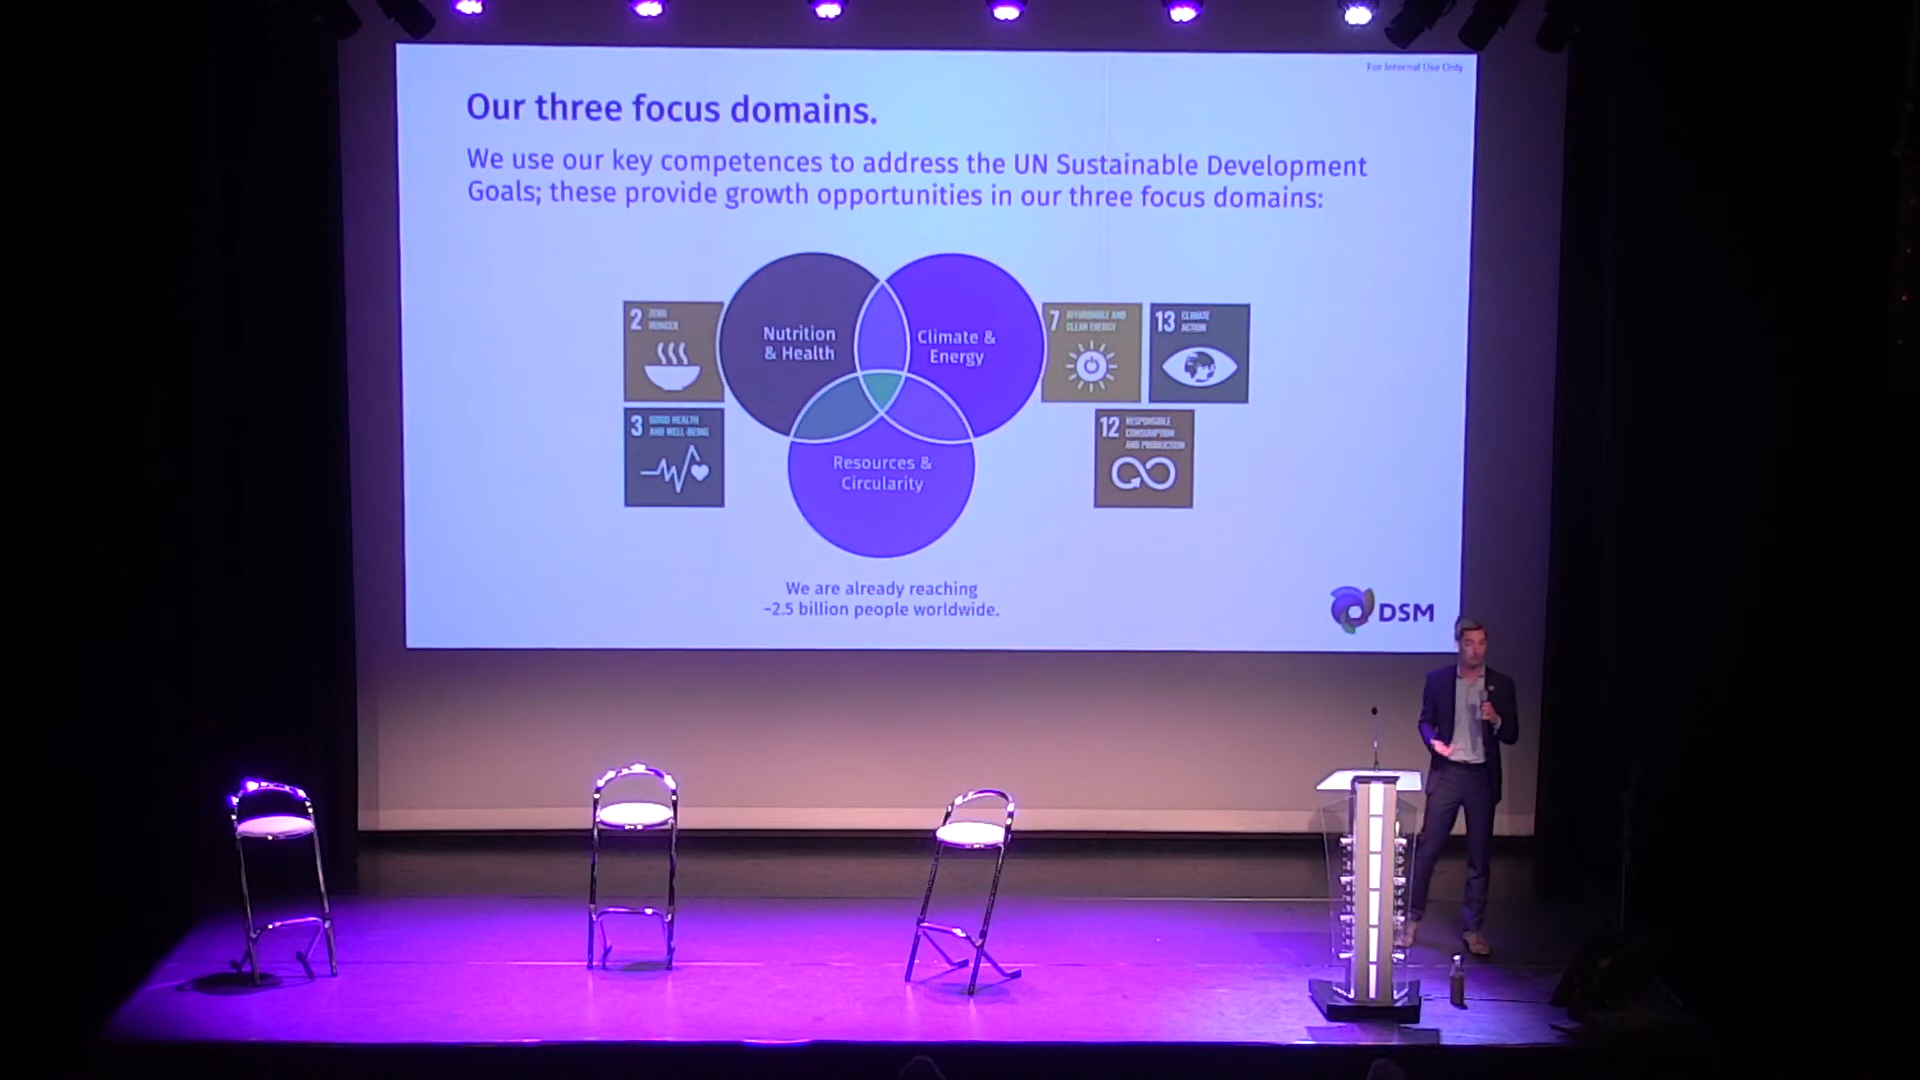 For Internal Use Only
Our three focus domains.
We use our key competences to address the UN Sustainable Development
Goals; these provide growth opportunities in our three focus domains:
2 ZERO
HUNGER
Nutrition
& Health
Climate &
Energy
7 AFFORDABLE AND
CLEAN ENERGY
13 CLIMATE
ACTION
3 GOOD HEALTH
AND WELL-BEING
12 RESPONSIBLE
CONSUMPTION
AND PRODUCTION
Resources &
Circularity
We are already reaching
~2.5 billion people worldwide.
DSM